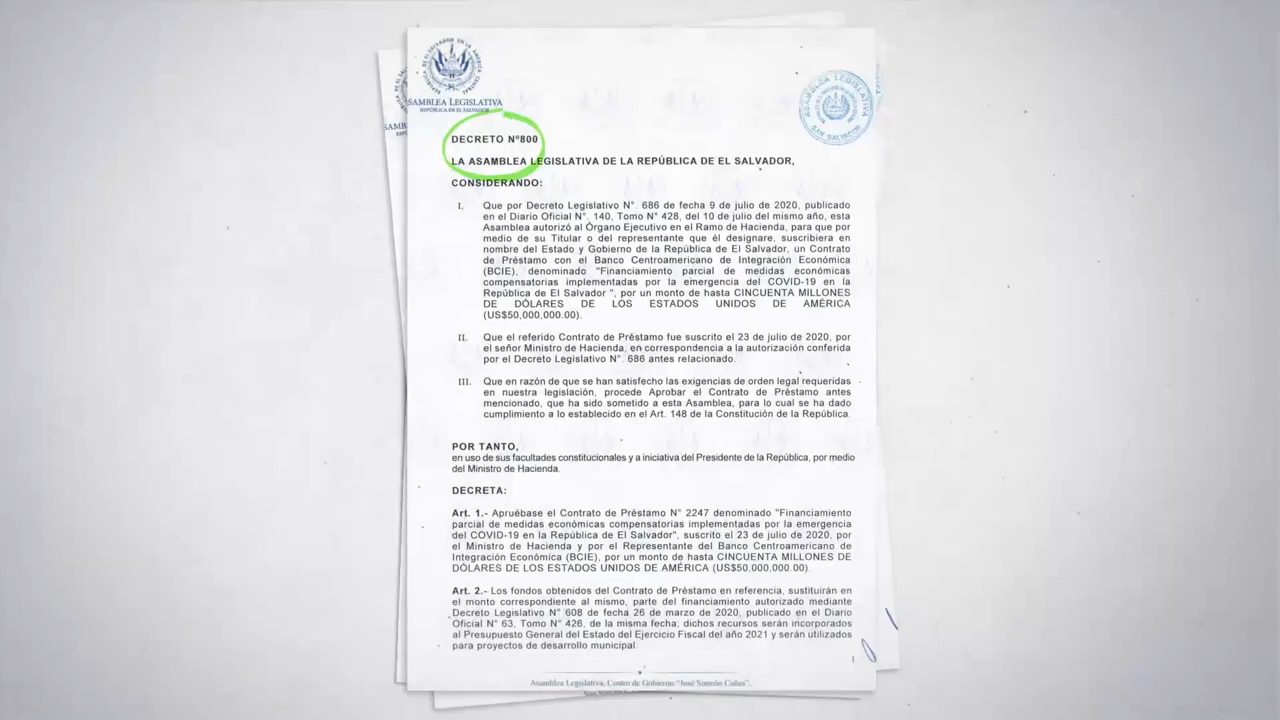 ASAMBLEA LEGISLATIVA
REPÚBLICA DE EL SALVADOR
ASAMBLEA LEGISLATIVA
SAN SALVADOR
DECRETO N°800
LA ASAMBLEA LEGISLATIVA DE LA REPÚBLICA DE EL SALVADOR,
CONSIDERANDO:
I. Que por Decreto Legislativo N°. 686 de fecha 9 de julio de 2020, publicado
en el Diario Oficial N°. 140, Tomo N° 428, del 10 de julio del mismo año, esta
Asamblea autorizó al Órgano Ejecutivo en el Ramo de Hacienda, para que por
medio de su Titular o del representante que él designare, suscribiera en
nombre del Estado y Gobierno de la República de El Salvador, un Contrato
de Préstamo con el Banco Centroamericano de Integración Económica
(BCIE), denominado "Financiamiento parcial de medidas económicas
compensatorias implementadas por la emergencia del COVID-19 en la
República de El Salvador ", por un monto de hasta CINCUENTA MILLONES
DE DÓLARES DE LOS ESTADOS UNIDOS DE AMÉRICA
(US$50,000,000.00).
II. Que el referido Contrato de Préstamo fue suscrito el 23 de julio de 2020, por
el señor Ministro de Hacienda, en correspondencia a la autorización conferida
por el Decreto Legislativo N°. 686 antes relacionado.
III. Que en razón de que se han satisfecho las exigencias de orden legal requeridas
en nuestra legislación, procede Aprobar el Contrato de Préstamo antes
mencionado, que ha sido sometido a esta Asamblea, para lo cual se ha dado
cumplimiento a lo establecido en el Art. 148 de la Constitución de la República.
POR TANTO,
en uso de sus facultades constitucionales y a iniciativa del Presidente de la República, por medio
del Ministro de Hacienda.
DECRETA:
Art. 1.- Apruébase el Contrato de Préstamo N° 2247 denominado "Financiamiento
parcial de medidas económicas compensatorias implementadas por la emergencia
del COVID-19 en la República de El Salvador", suscrito el 23 de julio de 2020, por
el Ministro de Hacienda y por el Representante del Banco Centroamericano de
Integración Económica (BCIE), por un monto de hasta CINCUENTA MILLONES DE
DÓLARES DE LOS ESTADOS UNIDOS DE AMÉRICA (US$50,000,000.00).
Art. 2.- Los fondos obtenidos del Contrato de Préstamo en referencia, sustituirán en
el monto correspondiente al mismo, parte del financiamiento autorizado mediante
Decreto Legislativo N° 608 de fecha 26 de marzo de 2020, publicado en el Diario
Oficial N° 63, Tomo N° 426, de la misma fecha; dichos recursos serán incorporados
al Presupuesto General del Estado del Ejercicio Fiscal del año 2021 y serán utilizados
para proyectos de desarrollo municipal.
1
Asamblea Legislativa, Centro de Gobierno "José Simeón Cañas".